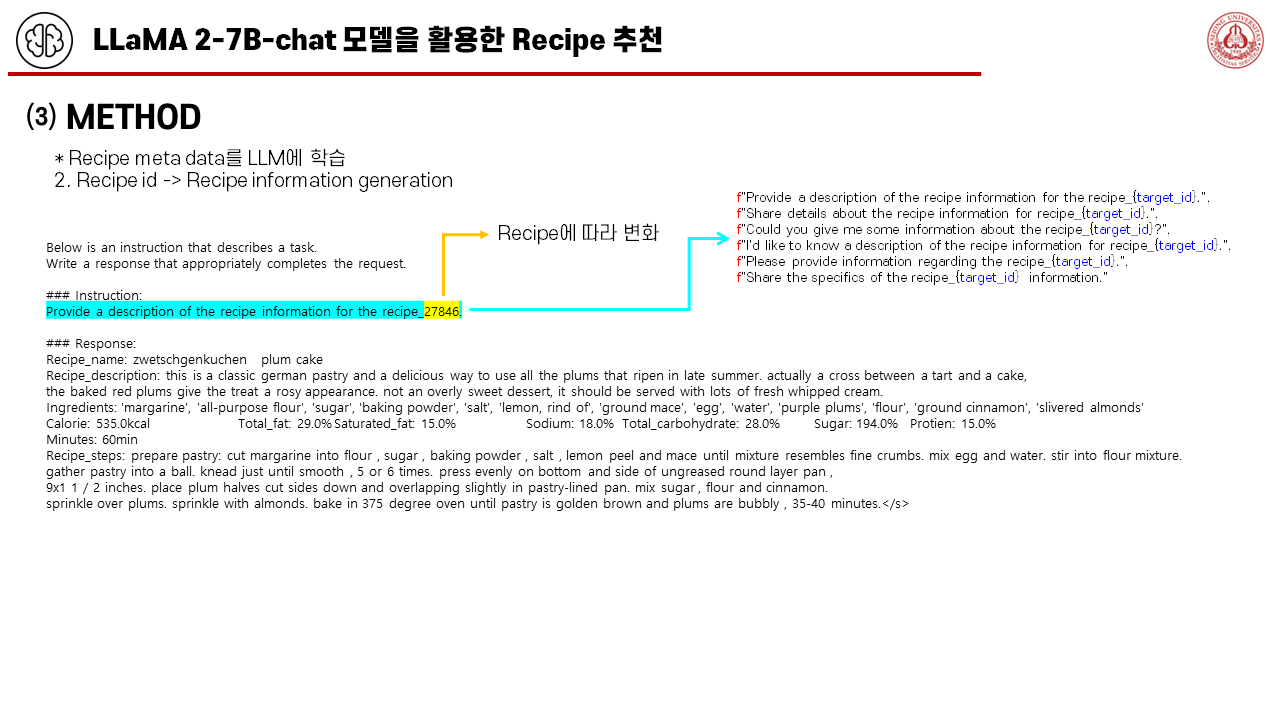 LLaMA 2-7B-chat 모델을 활용한 Recipe 추천
SEJONG UNIVERSITY
(3) METHOD
* Recipe meta data를 LLM에 학습
2. Recipe id -> Recipe information generation
f"Provide a description of the recipe information for the recipe_{target_id}.".
f"Share details about the recipe information for recipe_{target_id}.".
f"Could you give me some information about the recipe_{target_id}?".
f"I'd like to know a description of the recipe information for recipe_{target_id}.".
f"Please provide information regarding the recipe_{target_id}.".
f"Share the specifics of the recipe_{target_id} information."
Recipe에 따라 변화
Below is an instruction that describes a task.
Write a response that appropriately completes the request.
### Instruction:
Provide a description of the recipe information for the recipe_27846.
### Response:
Recipe_name: zwetschgenkuchen plum cake
Recipe_description: this is a classic german pastry and a delicious way to use all the plums that ripen in late summer. actually a cross between a tart and a cake,
the baked red plums give the treat a rosy appearance. not an overly sweet dessert, it should be served with lots of fresh whipped cream.
Ingredients: 'margarine', 'all-purpose flour', 'sugar', 'baking powder', 'salt', 'lemon, rind of', 'ground mace', 'egg', 'water', 'purple plums', 'flour', 'ground cinnamon', 'slivered almonds'
Calorie: 535.0kcal Total_fat: 29.0% Saturated_fat: 15.0% Sodium: 18.0% Total_carbohydrate: 28.0% Sugar: 194.0% Protien: 15.0%
Minutes: 60min
Recipe_steps: prepare pastry: cut margarine into flour , sugar , baking powder , salt , lemon peel and mace until mixture resembles fine crumbs. mix egg and water. stir into flour mixture.
gather pastry into a ball. knead just until smooth , 5 or 6 times. press evenly on bottom and side of ungreased round layer pan ,
9x1 1 / 2 inches. place plum halves cut sides down and overlapping slightly in pastry-lined pan. mix sugar , flour and cinnamon.
sprinkle over plums. sprinkle with almonds. bake in 375 degree oven until pastry is golden brown and plums are bubbly , 35-40 minutes.</s>